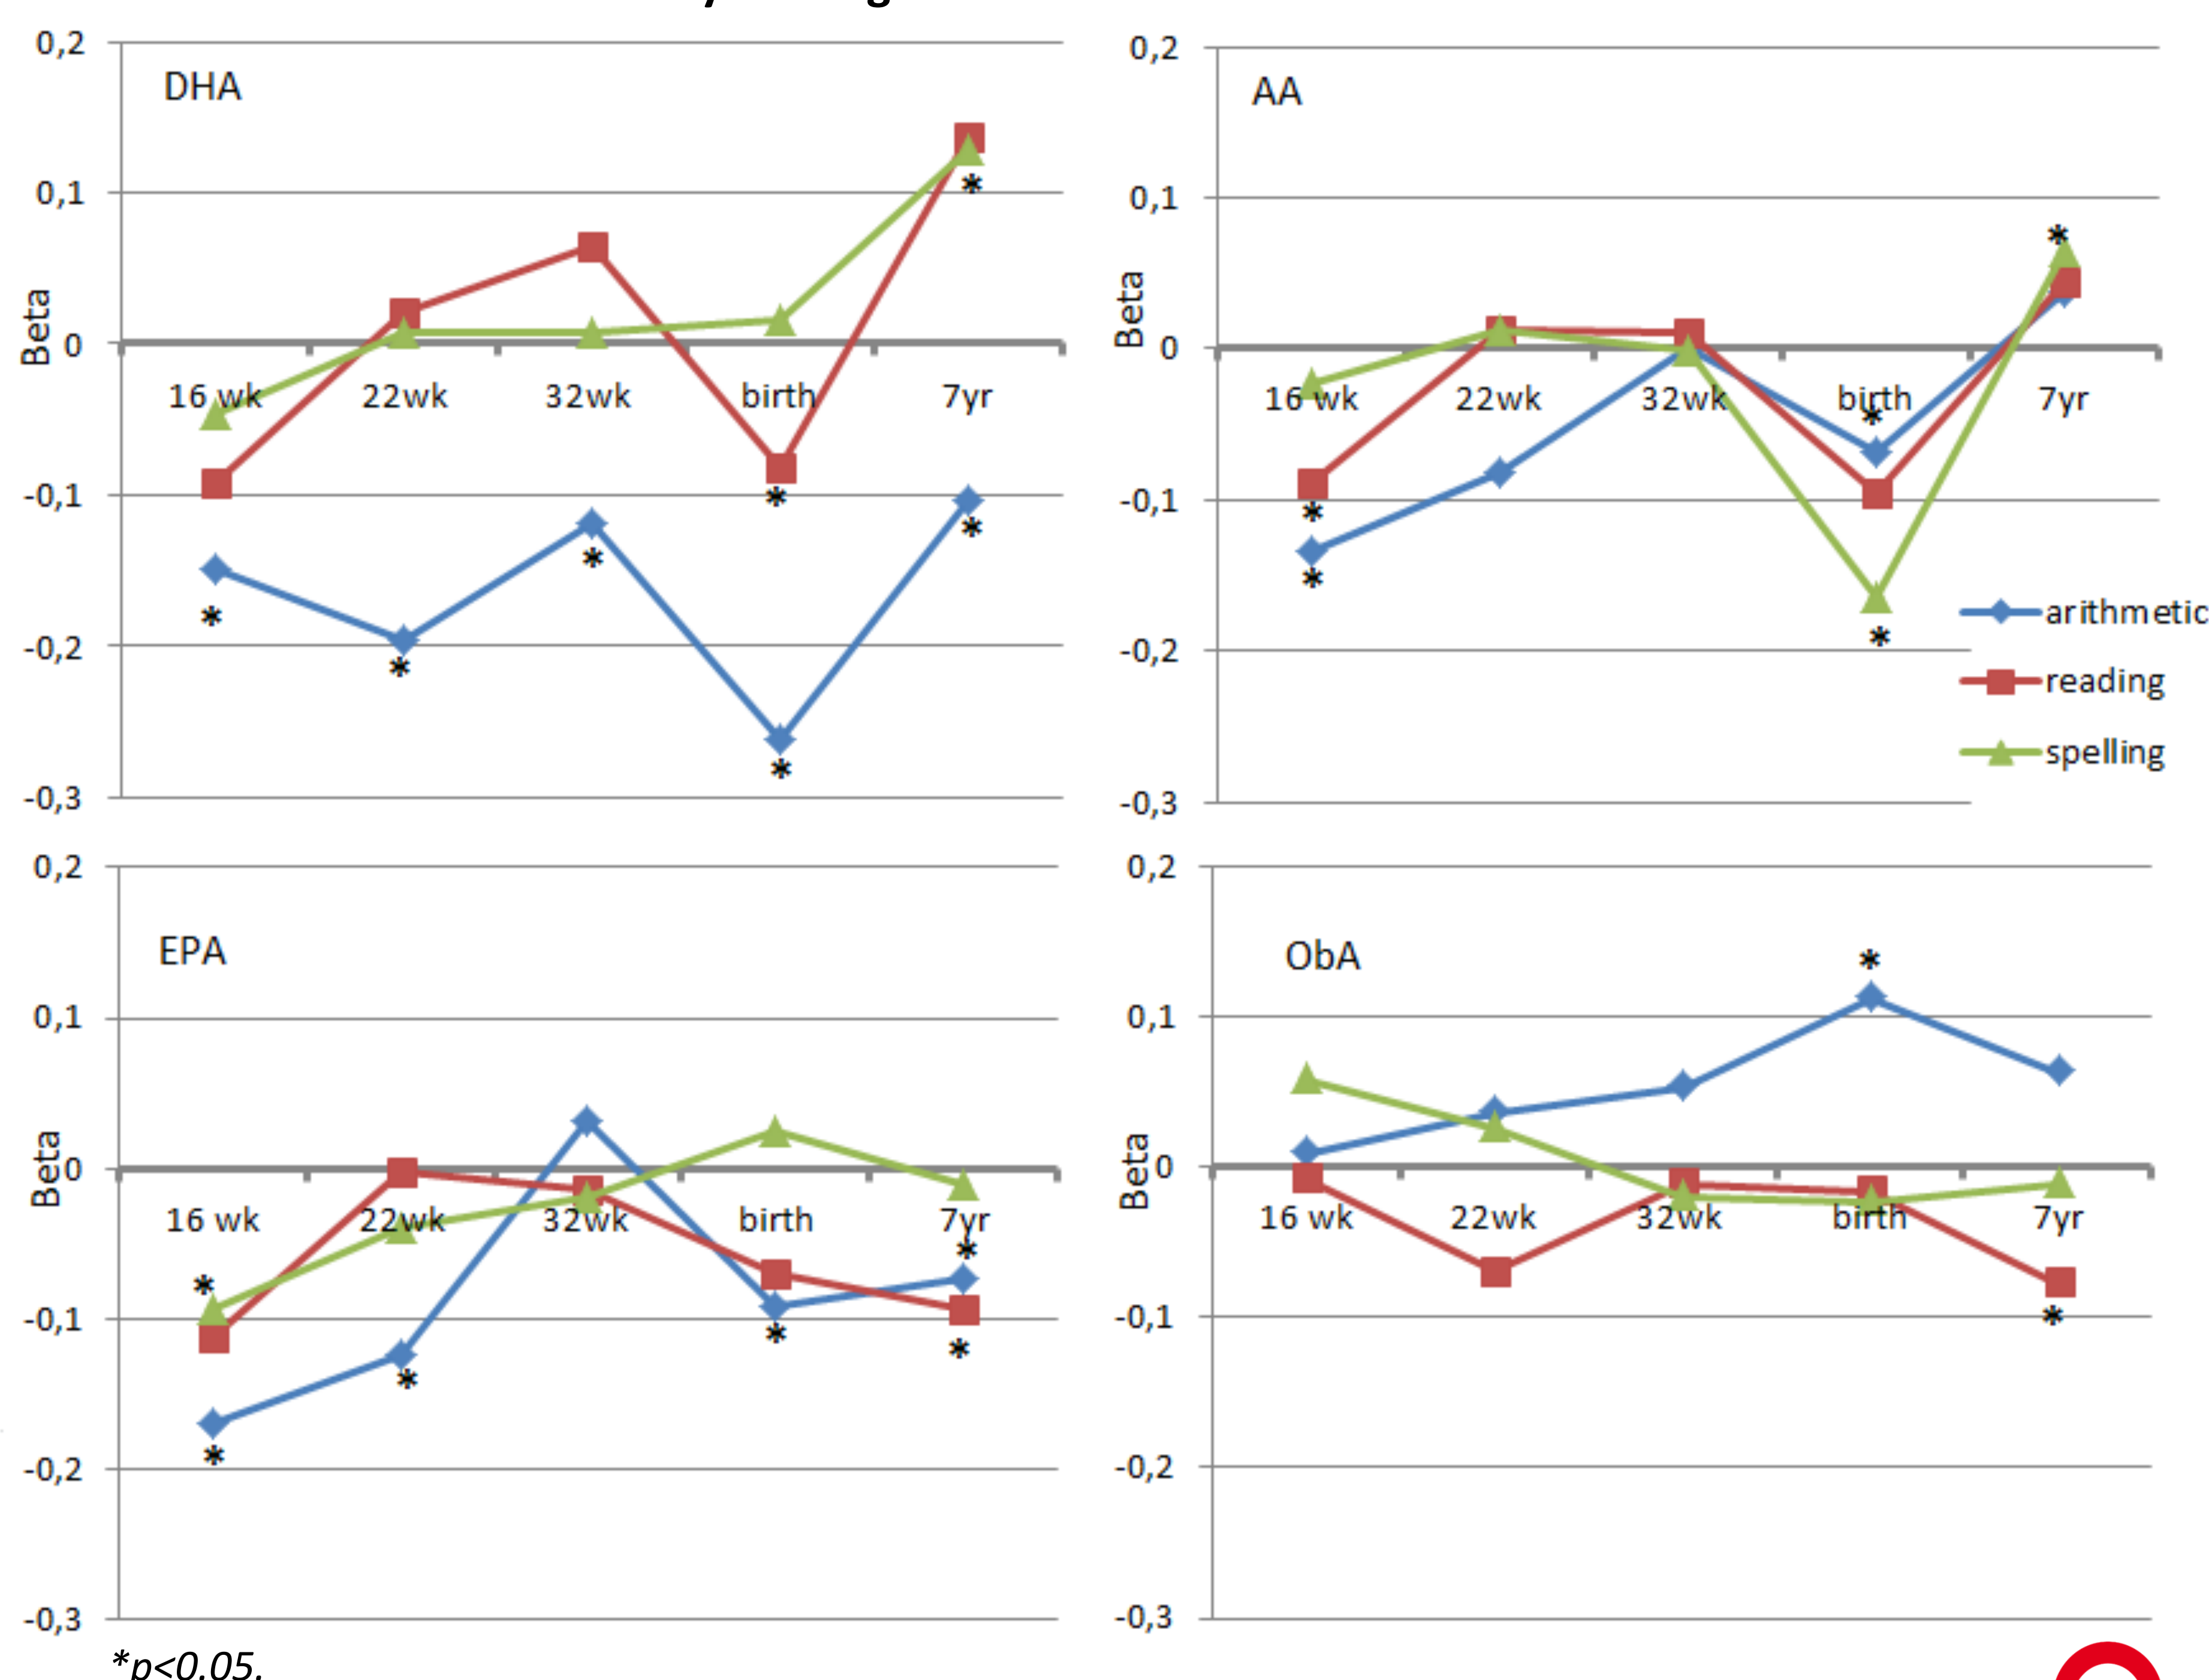 0,2
DHA
0,1
Beta
0
16 wk 22wk 32wk birth 7yr
*
-0,1
* *
*
*
*
-0,2
*
-0,3
0,2
AA
0,1
*
Beta
0
16 wk 22wk 32wk birth 7yr
*
-0,1
*
*
*
-0,2
-0,3
arithmetic
reading
spelling
0,2
EPA
0,1
Beta
0
16 wk 22wk 32wk birth 7yr
*
*
-0,1
*
*
*
*
-0,2
-0,3
0,2
ObA
*
0,1
Beta
0
16 wk 22wk 32wk birth 7yr
-0,1
*
-0,2
-0,3
*p<0.05.